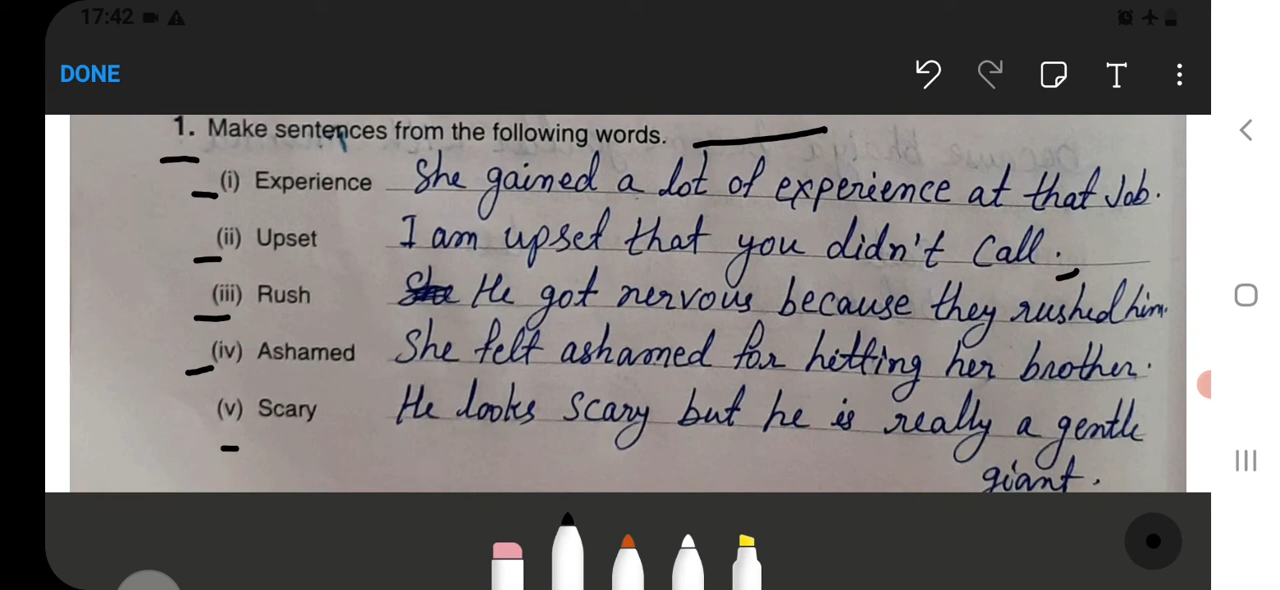 17:42
DONE
T
1. Make sentences from the following words.
(i) Experience She gained a lot of experience at that Job.
(ii) Upset I am upset that you didn't call.
(iii) Rush She He got nervous because they rushed him.
(iv) Ashamed She felt ashamed for hitting her brother.
(v) Scary He looks scary but he is really a gentle
giant.